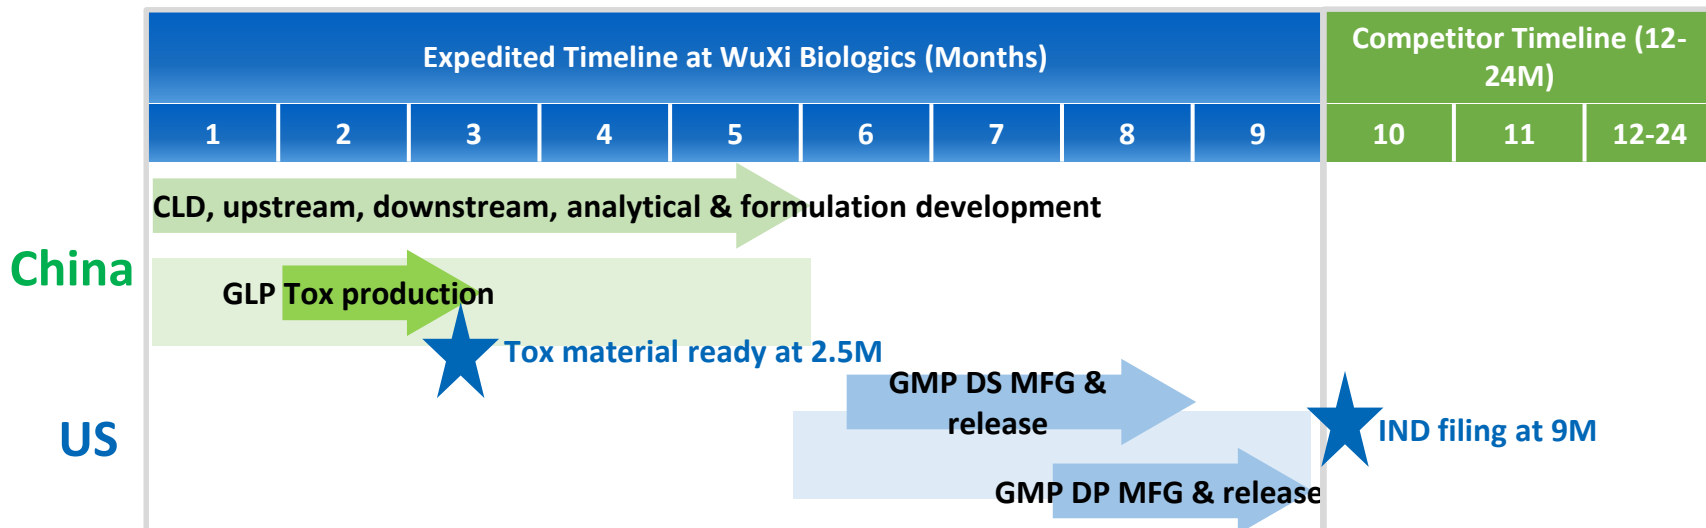 Expedited Timeline at WuXi Biologics (Months)
Competitor Timeline (12-
24M)
1 2 3 4 5 6 7 8 9 10 11 12-24
CLD, upstream, downstream, analytical & formulation development
China
GLP Tox production
Tox material ready at 2.5M
GMP DS MFG &
release
US
IND filing at 9M
GMP DP MFG & release